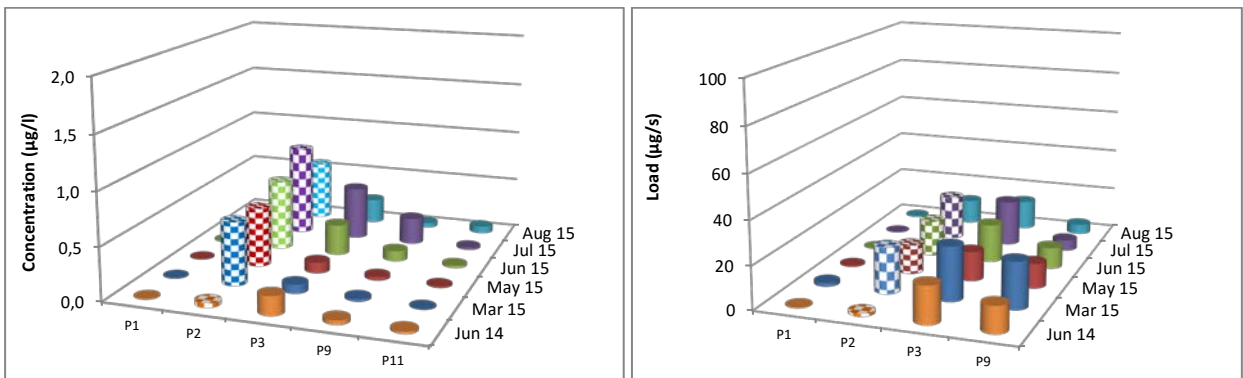 2,0
1,5
1,0
0,5
0,0
Concentration (µg/l)
P1
P2
P3
P9
P11
Aug 15
Jul 15
Jun 15
May 15
Mar 15
Jun 14
100
80
60
40
20
0
Load (µg/s)
P1
P2
P3
P9
Aug 15
Jul 15
Jun 15
May 15
Mar 15
Jun 14